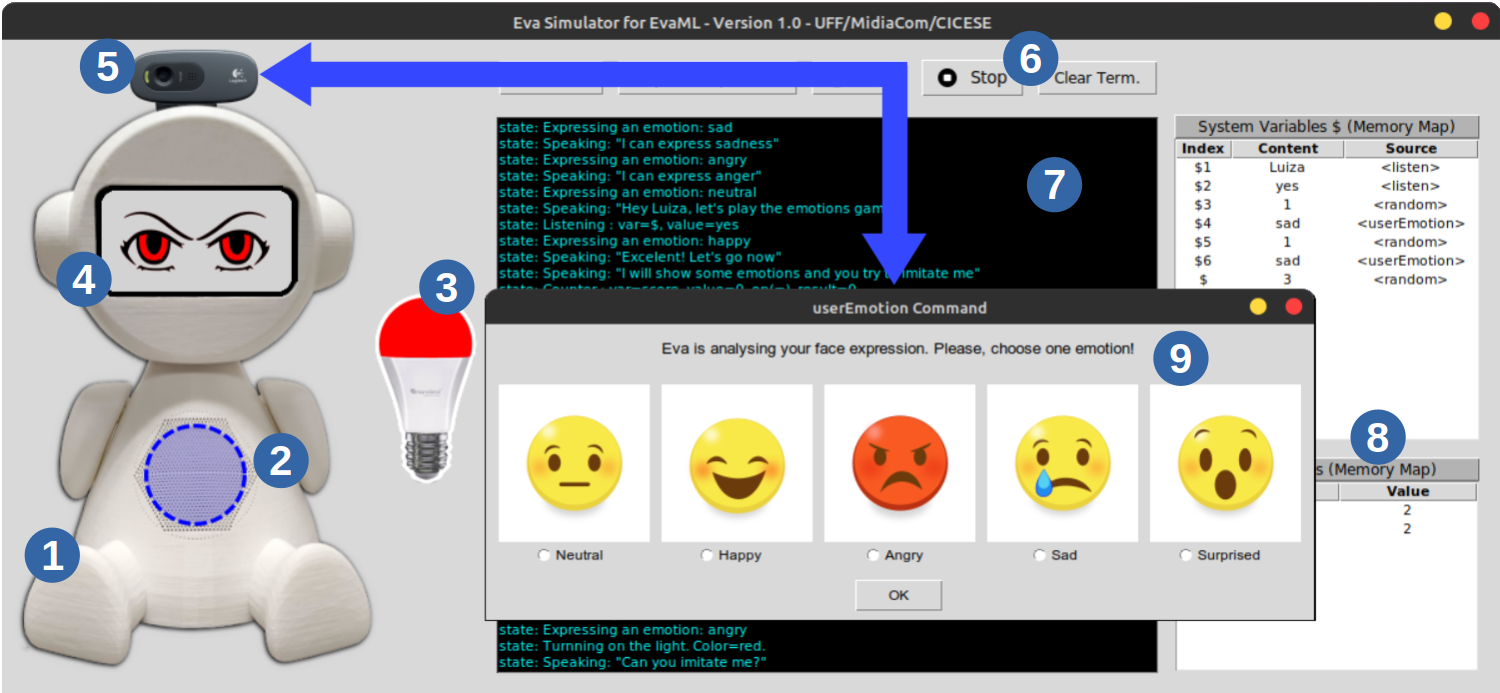 Eva Simulator for EvaML - Version 1.0 - UFF/MidiaCom/CICESE
5
6
Stop
Clear Term.
state: Expressing an emotion: sad
state: Speaking: "I can express sadness"
state: Expressing an emotion: angry
state: Speaking: "I can express anger"
state: Expressing an emotion: neutral
state: Speaking: "Hey Luiza, let's play the emotions gam
state: Listening : var=$, value=yes
state: Expressing an emotion: happy
state: Speaking: "Excelent! Let's go now"
state: Speaking: "I will show some emotions and you try to imitate me"
7
System Variables $ (Memory Map)
Index Content Source
$1 Luiza <listen>
$2 yes <listen>
$3 1 <random>
$4 sad <userEmotion>
$5 1 <random>
$6 sad <userEmotion>
$ 3 <random>
4
3
userEmotion Command
Eva is analysing your face expression. Please, choose one emotion!
9
Neutral
Happy
Angry
Sad
Surprised
OK
8
s (Memory Map)
Value
2
2
2
1
state: Expressing an emotion: angry
state: Turnning on the light. Color=red.
state: Speaking: "Can you imitate me?"